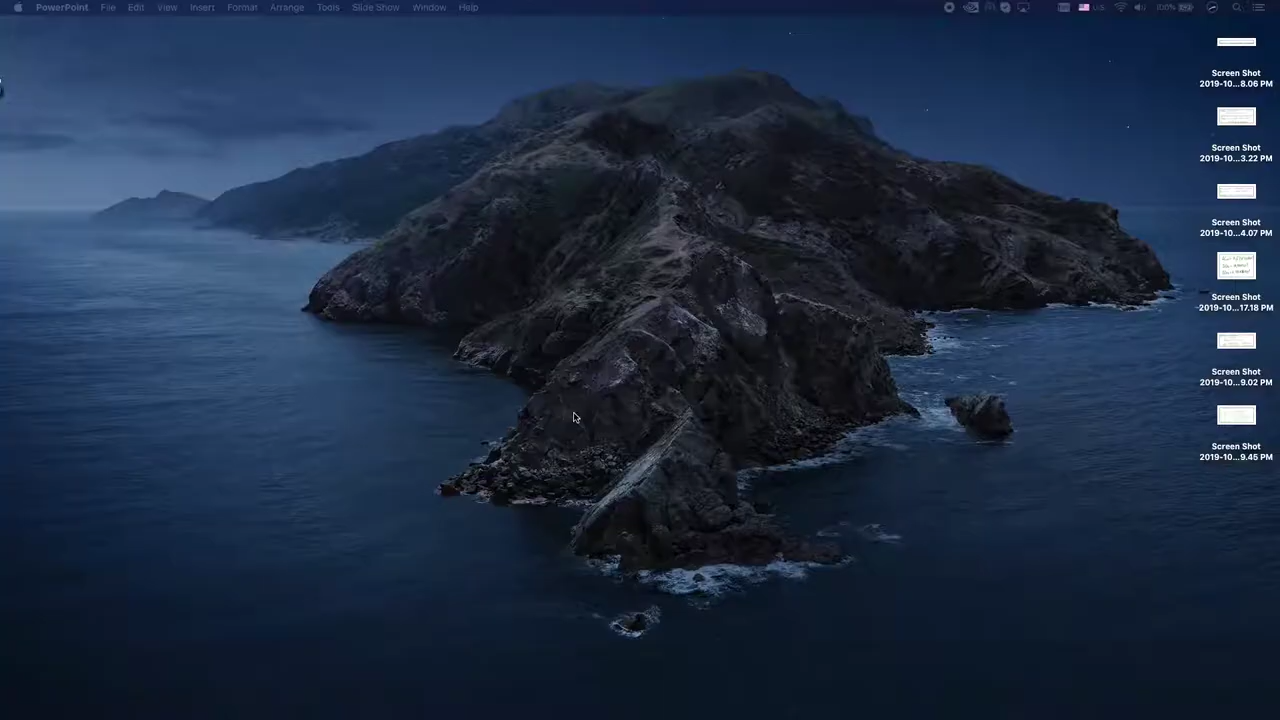 PowerPoint File Edit View Insert Format Arrange Tools Slide Show Window Help U.S. 100%
Screen Shot
2019-10...8.06 PM
Screen Shot
2019-10...3.22 PM
Screen Shot
2019-10...4.07 PM
Screen Shot
2019-10...17.18 PM
Screen Shot
2019-10...9.02 PM
Screen Shot
2019-10...9.45 PM